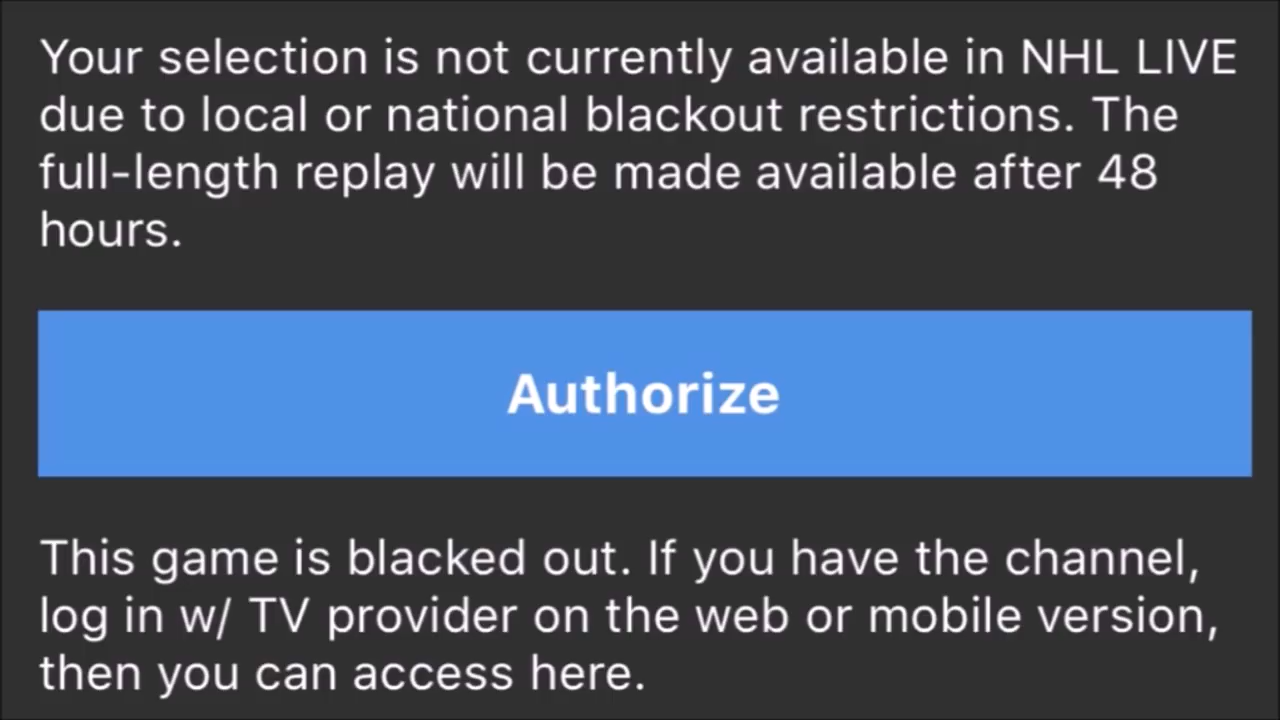 Your selection is not currently available in NHL LIVE
due to local or national blackout restrictions. The
full-length replay will be made available after 48
hours.
Authorize
This game is blacked out. If you have the channel,
log in w/ TV provider on the web or mobile version,
then you can access here.